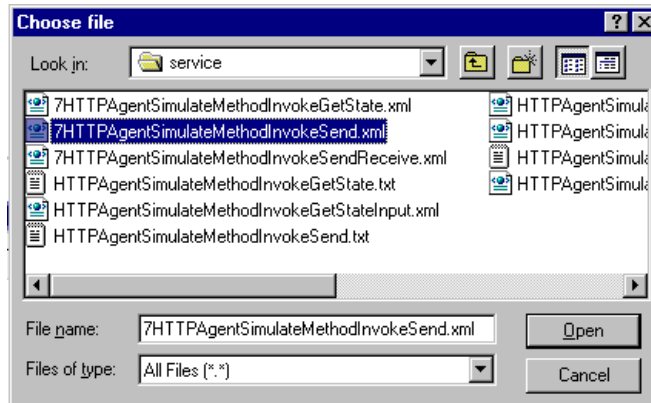 Choose file
Look in: service
7HTTPAgentSimulateMethodInvokeGetState.xml
7HTTPAgentSimulateMethodInvokeSend.xml
7HTTPAgentSimulateMethodInvokeSendReceive.xml
HTTPAgentSimulateMethodInvokeGetState.txt
HTTPAgentSimulateMethodInvokeGetStateInput.xml
HTTPAgentSimulateMethodInvokeSend.txt
HTTPAgentSimula
HTTPAgentSimula
HTTPAgentSimula
HTTPAgentSimula
File name: 7HTTPAgentSimulateMethodInvokeSend.xml Open
Files of type: All Files (*.*) Cancel